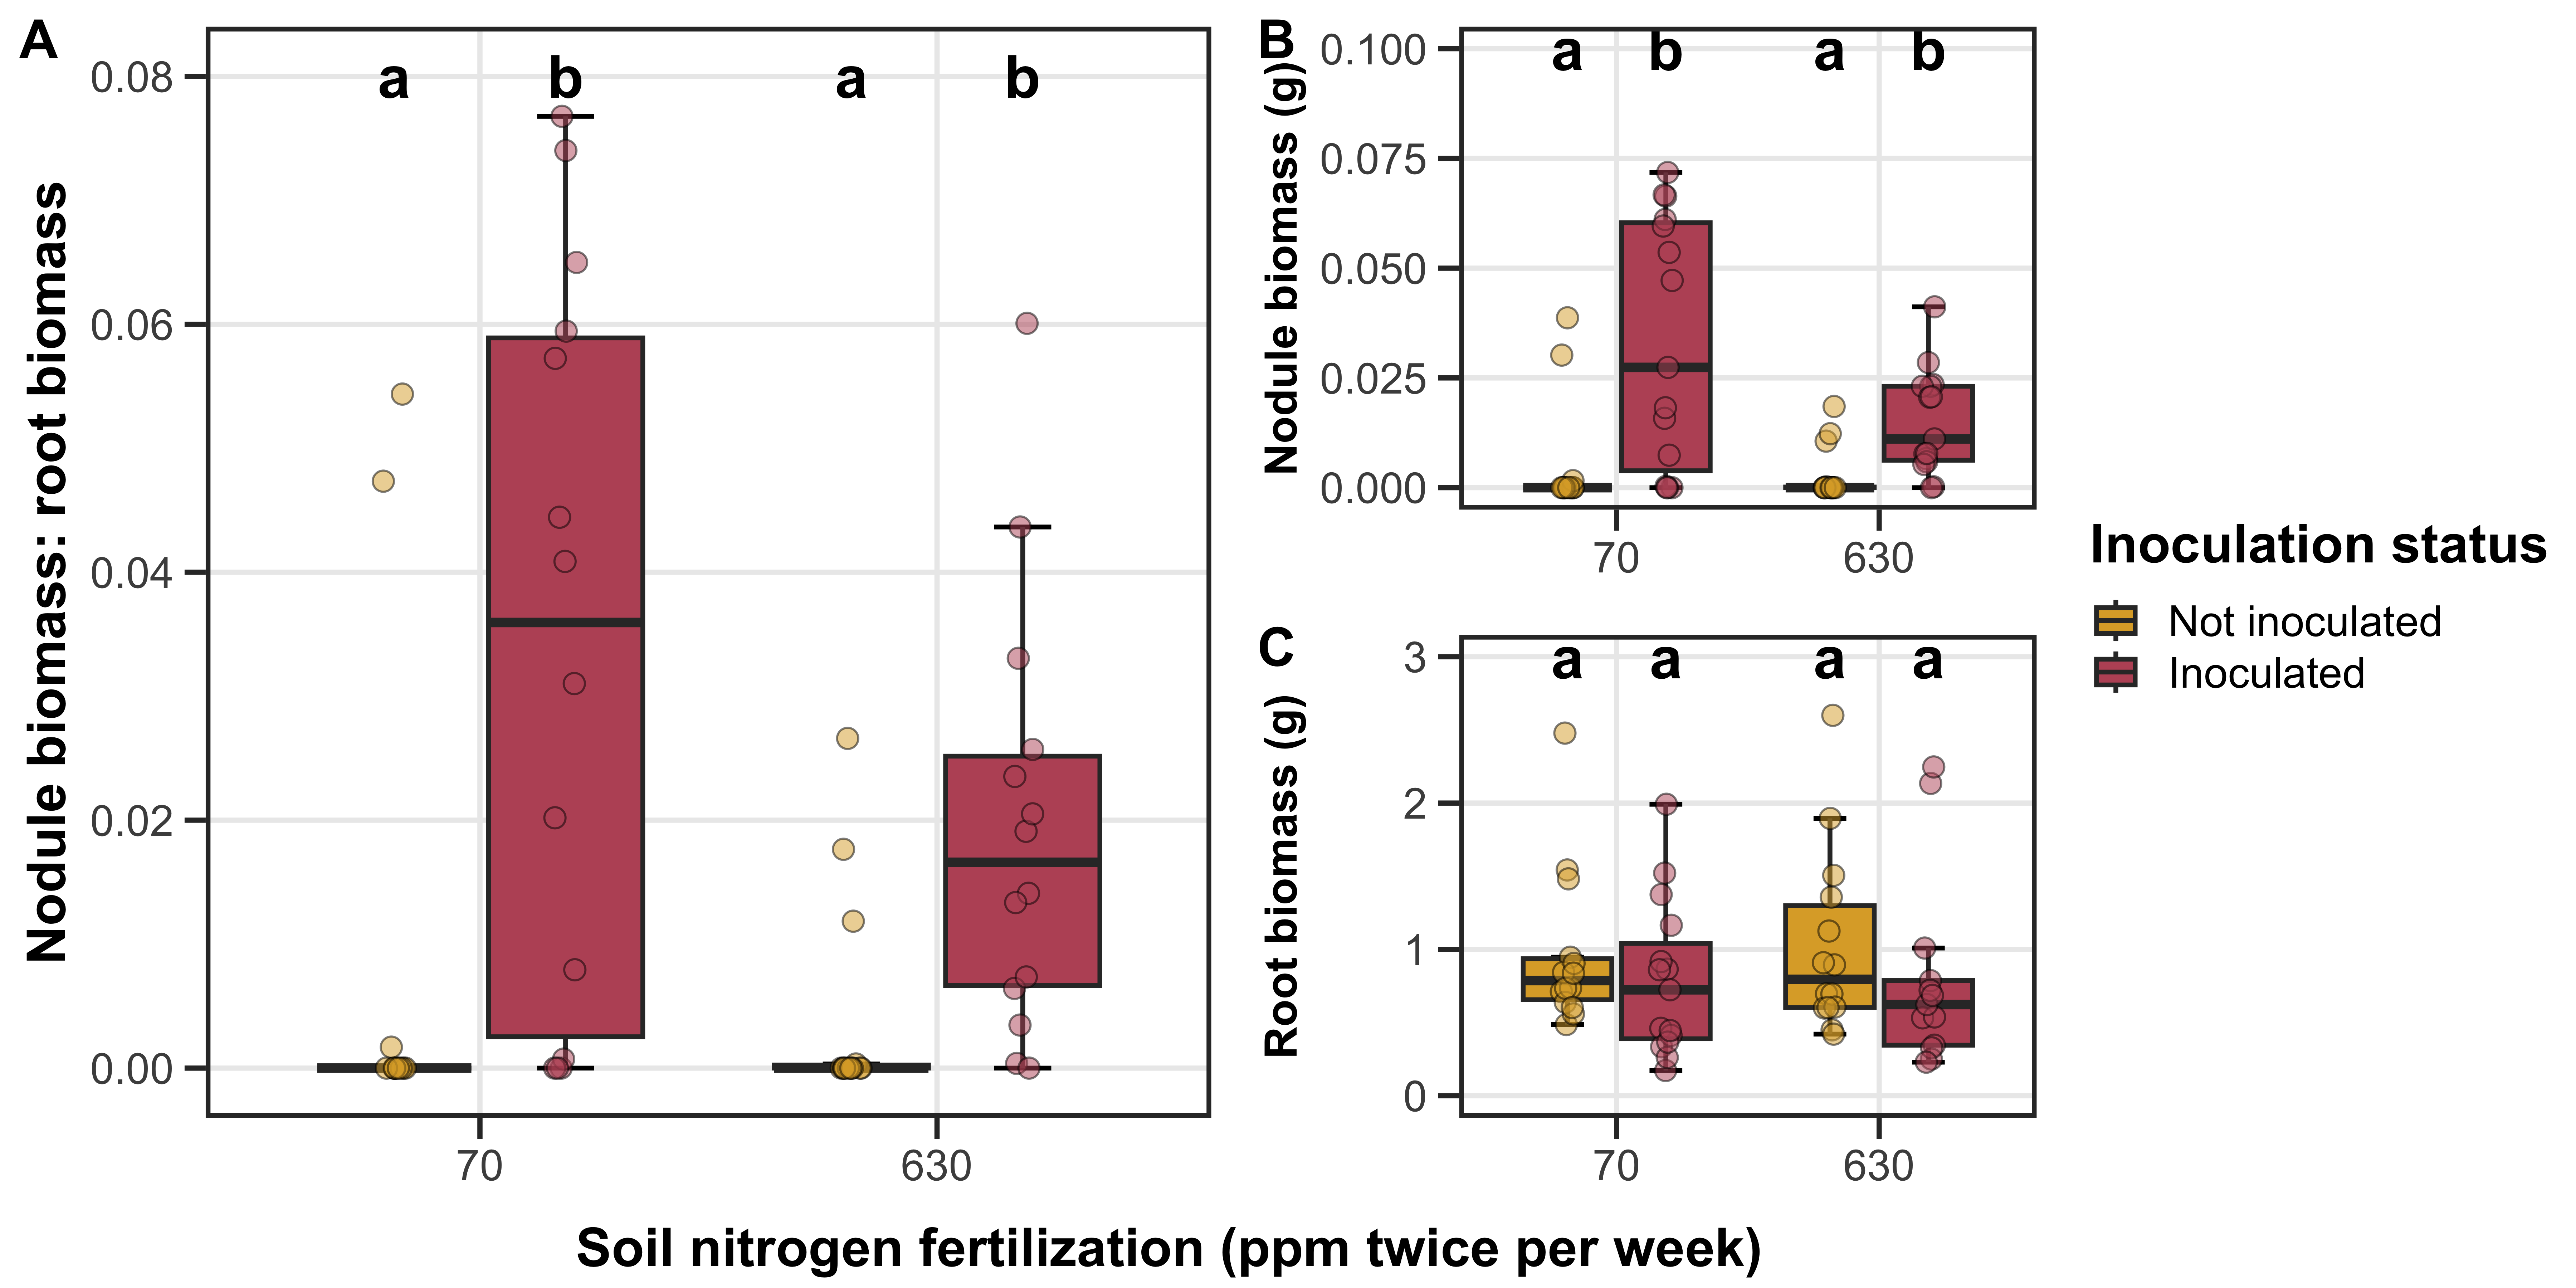 A
Nodule biomass: root biomass
0.08
0.06
0.04
0.02
0.00
a b a b
70 630
B
Nodule biomass (g)
0.100
0.075
0.050
0.025
0.000
a b a b
70 630
C
Root biomass (g)
3
2
1
0
a a a a
70 630
Soil nitrogen fertilization (ppm twice per week)
Inoculation status
Not inoculated
Inoculated